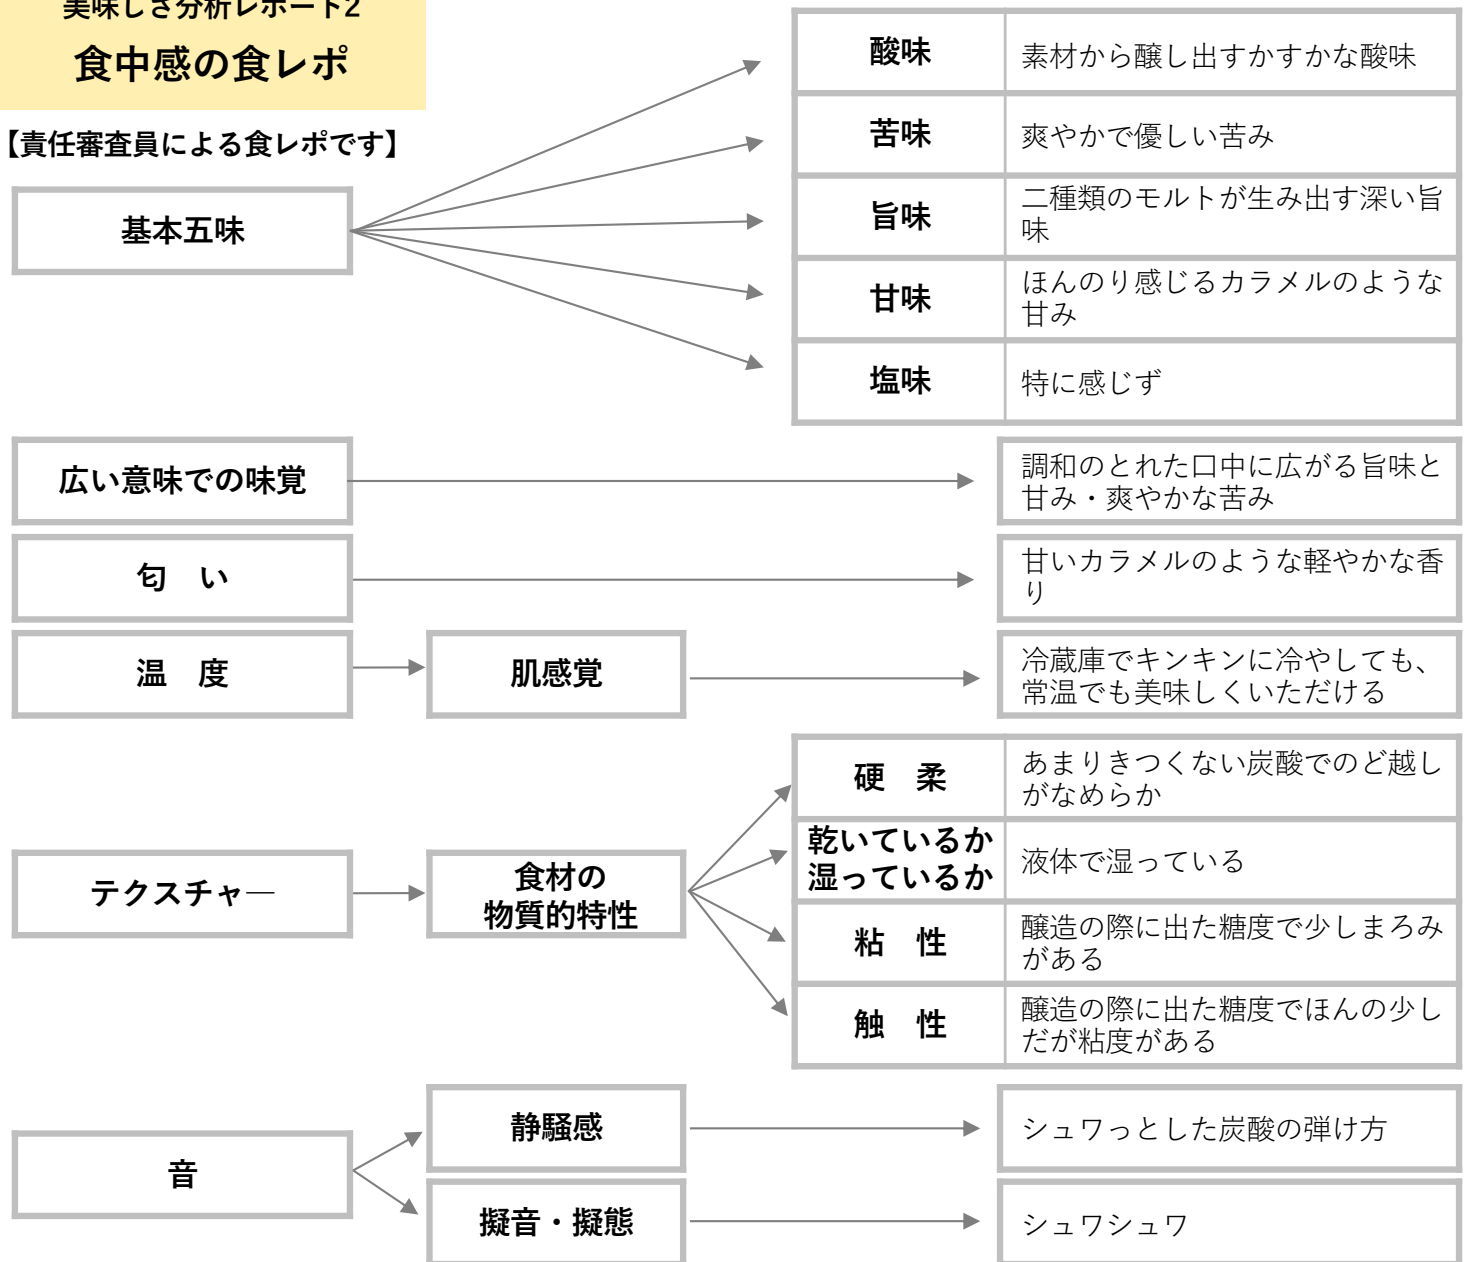 美味しさ分析レポート2
食中感の食レポ
【責任審査員による食レポです】
基本五味
酸味
素材から醸し出すかすかな酸味
苦味
爽やかで優しい苦み
旨味
二種類のモルトが生み出す深い旨
味
甘味
ほんのり感じるカラメルのような
甘み
塩味
特に感じず
広い意味での味覚
調和のとれた口中に広がる旨味と
甘み・爽やかな苦み
匂　い
甘いカラメルのような軽やかな香
り
温　度
肌感覚
冷蔵庫でキンキンに冷やしても、
常温でも美味しくいただける
テクスチャ―
食材の
物質的特性
硬　柔
あまりきつくない炭酸でのど越し
がなめらか
乾いているか
湿っているか
液体で湿っている
粘　性
醸造の際に出た糖度で少しまろみ
がある
触　性
醸造の際に出た糖度でほんの少し
だが粘度がある
音
静騒感
シュワっとした炭酸の弾け方
擬音・擬態
シュワシュワ